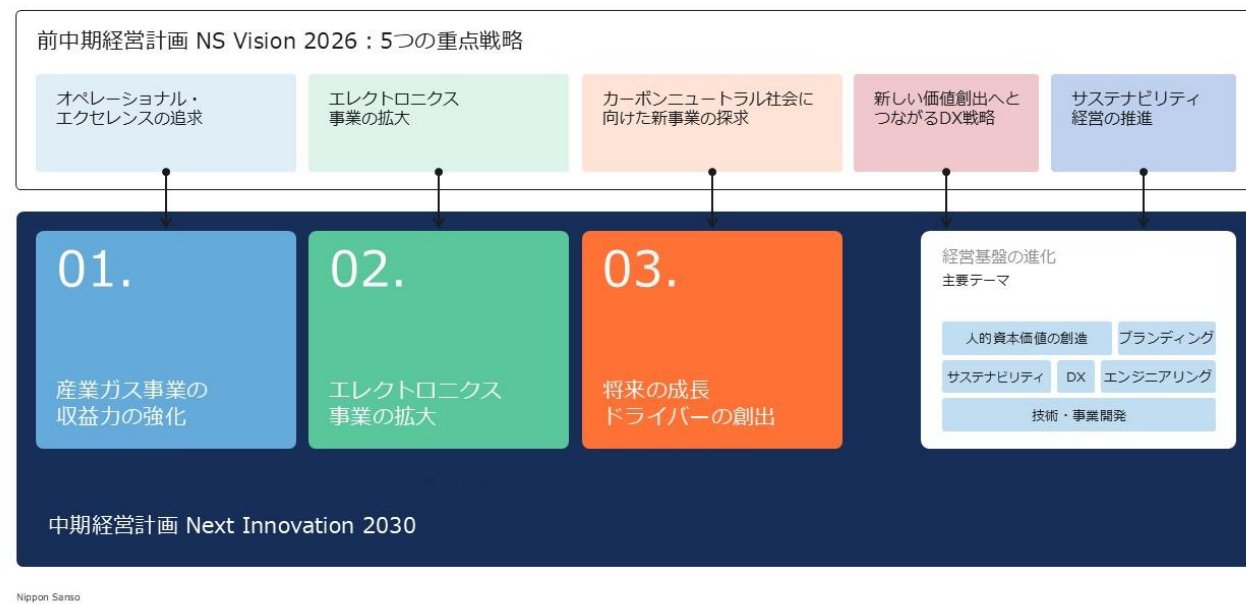 前中期経営計画 NS Vision 2026：5つの重点戦略
オペレーショナル・
エクセレンスの追求
エレクトロニクス
事業の拡大
カーボンニュートラル社会に
向けた新事業の探求
新しい価値創出へと
つながるDX戦略
サステナビリティ
経営の推進
01.
産業ガス事業の
収益力の強化
02.
エレクトロニクス
事業の拡大
03.
将来の成長
ドライバーの創出
経営基盤の進化
主要テーマ
人的資本価値の創造 ブランディング
サステナビリティ DX エンジニアリング
技術・事業開発
中期経営計画 Next Innovation 2030
Nippon Sanso